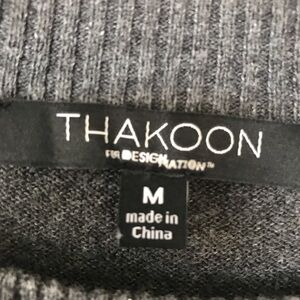 THAKOON
FOR DESIGNATION™
M
made in
China